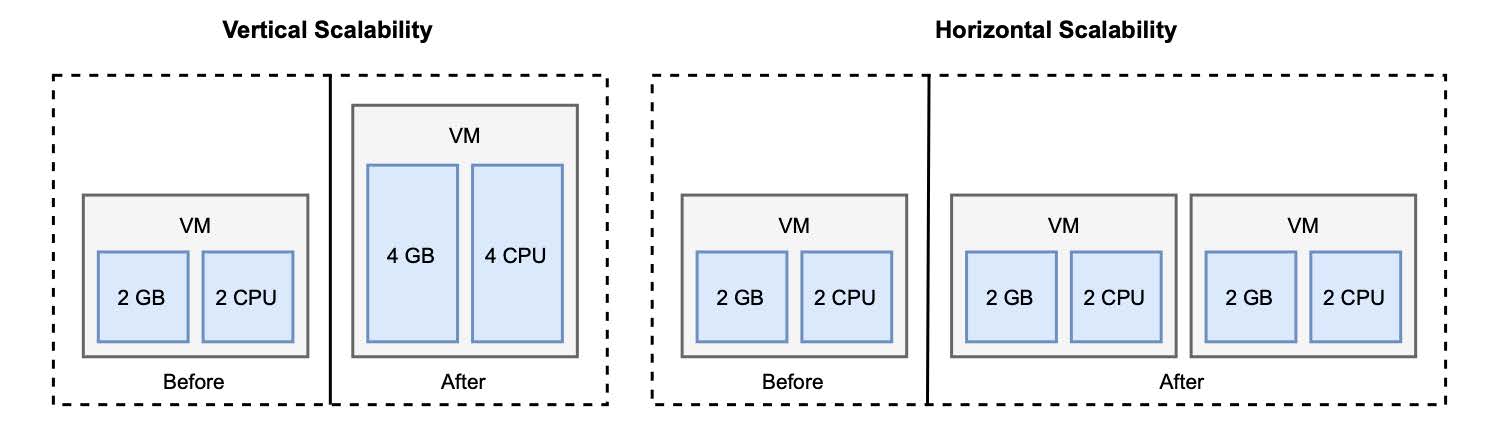 Vertical Scalability
VM
2 GB
2 CPU
Before
VM
4 GB
4 CPU
After
Horizontal Scalability
VM
2 GB
2 CPU
Before
VM
2 GB
2 CPU
VM
2 GB
2 CPU
After